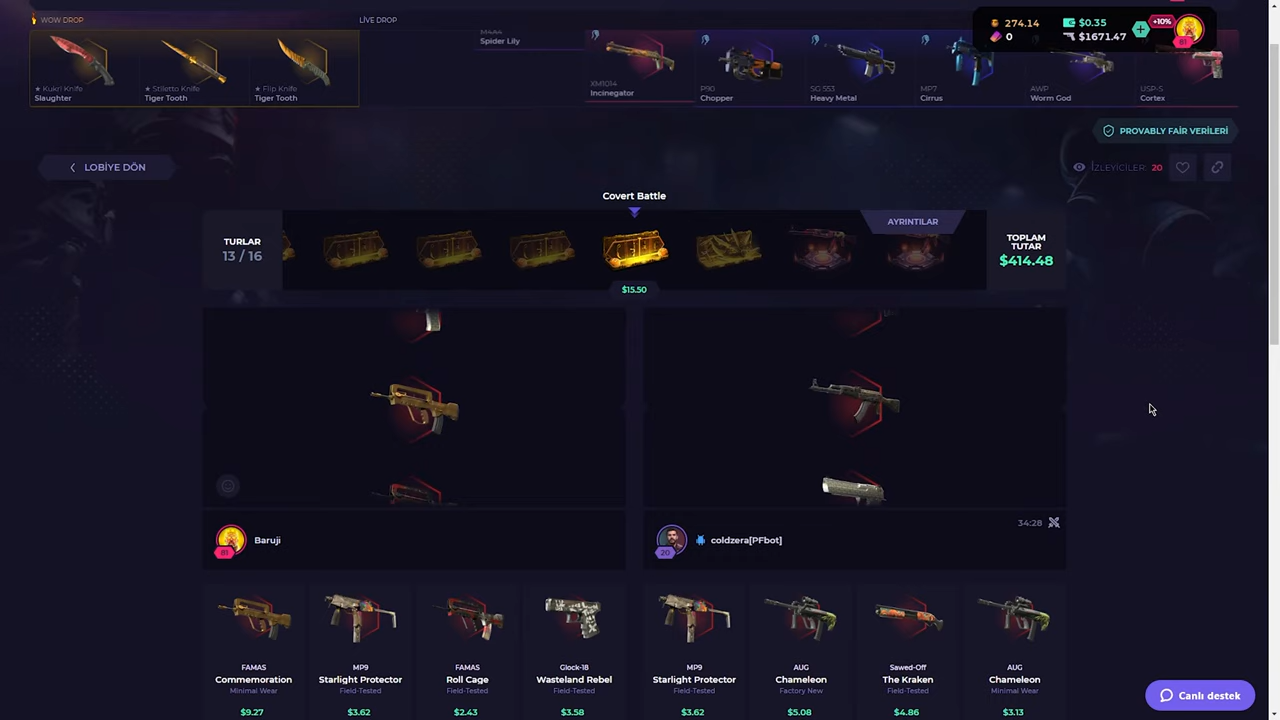 WOW DROP
LİVE DROP
274.14
$0.35
+10%
0
$1671.47
81
★ Kukri Knife
Slaughter
★ Stiletto Knife
Tiger Tooth
★ Flip Knife
Tiger Tooth
M4A4
Spider Lily
XM1014
Incinegator
P90
Chopper
SG 553
Heavy Metal
MP7
Cirrus
AWP
Worm God
USP-S
Cortex
PROVABLY FAIR VERİLERİ
LOBİYE DÖN
İZLEYİCİLER: 20
Covert Battle
AYRINTILAR
TURLAR
13 / 16
TOPLAM
TUTAR
$414.48
$15.50
34:28
81
Baruji
20
coldzera[PFbot]
FAMAS
Commemoration
Minimal Wear
$9.27
MP9
Starlight Protector
Field-Tested
$3.62
FAMAS
Roll Cage
Field-Tested
$2.43
Glock-18
Wasteland Rebel
Field-Tested
$3.58
MP9
Starlight Protector
Field-Tested
$3.62
AUG
Chameleon
Factory New
$5.08
Sawed-Off
The Kraken
Field-Tested
$4.86
AUG
Chameleon
Minimal Wear
$3.13
Canlı destek